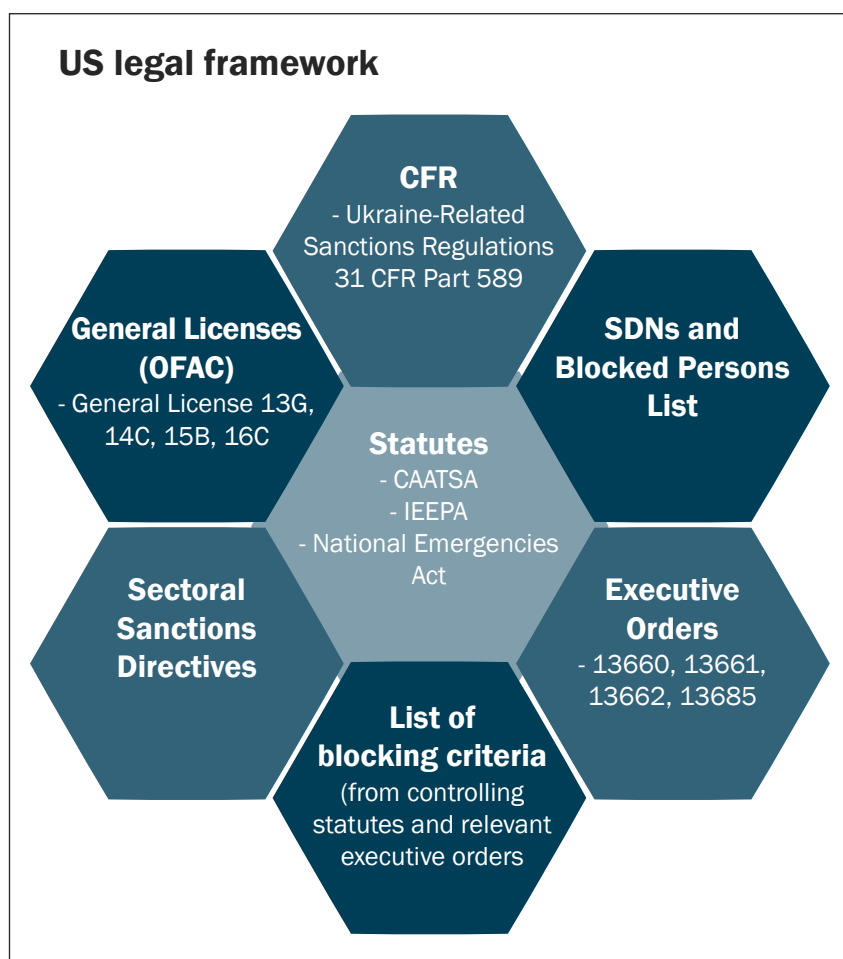 US legal framework
CFR
- Ukraine-Related
Sanctions Regulations
31 CFR Part 589
General Licenses
(OFAC)
- General License 13G,
14C, 15B, 16C
SDNs and
Blocked Persons
List
Statutes
- CAATSA
- IEEPA
- National Emergencies
Act
Sectoral
Sanctions
Directives
Executive
Orders
- 13660, 13661,
13662, 13685
List of
blocking criteria
(from controlling
statutes and relevant
executive orders